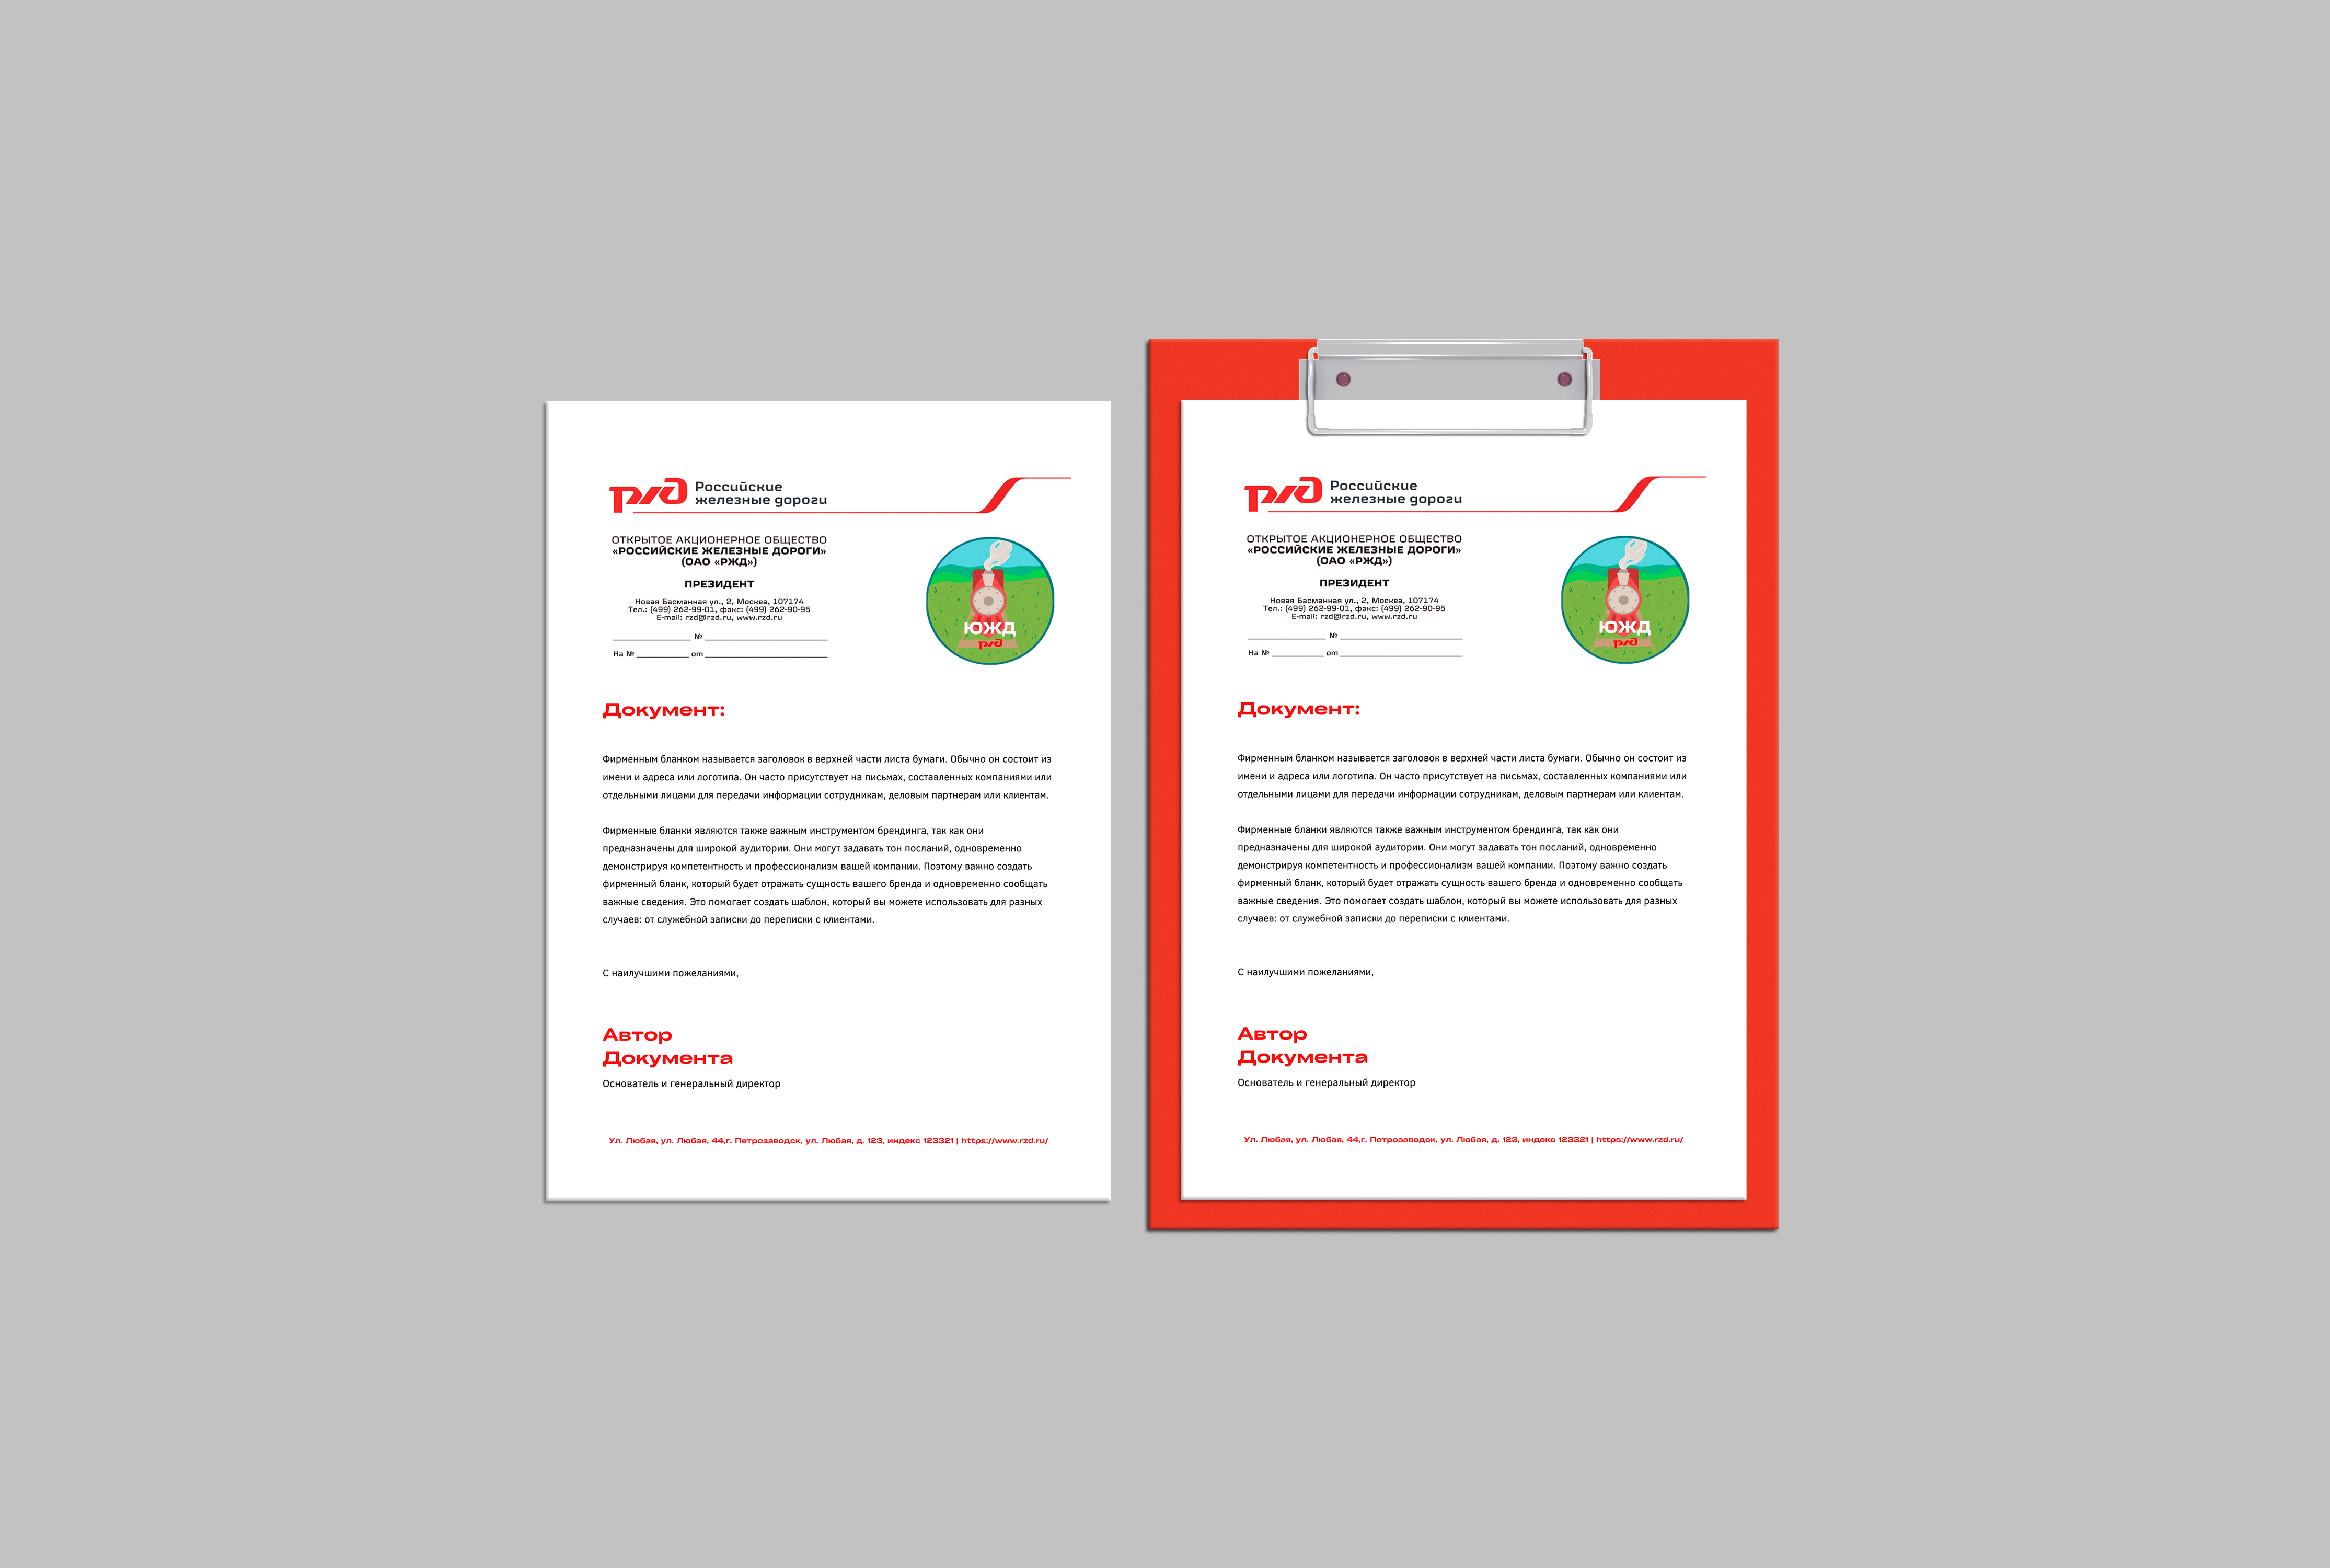 ржд Российские
железные дороги
ОТКРЫТОЕ АКЦИОНЕРНОЕ ОБЩЕСТВО
«РОССИЙСКИЕ ЖЕЛЕЗНЫЕ ДОРОГИ»
(ОАО «РЖД»)
ПРЕЗИДЕНТ
Новая Басманная ул., 2, Москва, 107174
Тел.: (499) 262-99-01, факс: (499) 262-90-95
E-mail: rzd@rzd.ru, www.rzd.ru
№
На № от
ЮЖД
ржд
Документ:
Фирменным бланком называется заголовок в верхней части листа бумаги. Обычно он состоит из
имени и адреса или логотипа. Он часто присутствует на письмах, составленных компаниями или
отдельными лицами для передачи информации сотрудникам, деловым партнерам или клиентам.
Фирменные бланки являются также важным инструментом брендинга, так как они
предназначены для широкой аудитории. Они могут задавать тон посланий, одновременно
демонстрируя компетентность и профессионализм вашей компании. Поэтому важно создать
фирменный бланк, который будет отражать сущность вашего бренда и одновременно сообщать
важные сведения. Это помогает создать шаблон, который вы можете использовать для разных
случаев: от служебной записки до переписки с клиентами.
С наилучшими пожеланиями,
Автор
Документа
Основатель и генеральный директор
Ул. Любая, ул. Любая, 44,г. Петрозаводск, ул. Любая, д. 123, индекс 123321 | https://www.rzd.ru/
ржд Российские
железные дороги
ОТКРЫТОЕ АКЦИОНЕРНОЕ ОБЩЕСТВО
«РОССИЙСКИЕ ЖЕЛЕЗНЫЕ ДОРОГИ»
(ОАО «РЖД»)
ПРЕЗИДЕНТ
Новая Басманная ул., 2, Москва, 107174
Тел.: (499) 262-99-01, факс: (499) 262-90-95
E-mail: rzd@rzd.ru, www.rzd.ru
№
На № от
ЮЖД
ржд
Документ:
Фирменным бланком называется заголовок в верхней части листа бумаги. Обычно он состоит из
имени и адреса или логотипа. Он часто присутствует на письмах, составленных компаниями или
отдельными лицами для передачи информации сотрудникам, деловым партнерам или клиентам.
Фирменные бланки являются также важным инструментом брендинга, так как они
предназначены для широкой аудитории. Они могут задавать тон посланий, одновременно
демонстрируя компетентность и профессионализм вашей компании. Поэтому важно создать
фирменный бланк, который будет отражать сущность вашего бренда и одновременно сообщать
важные сведения. Это помогает создать шаблон, который вы можете использовать для разных
случаев: от служебной записки до переписки с клиентами.
С наилучшими пожеланиями,
Автор
Документа
Основатель и генеральный директор
Ул. Любая, ул. Любая, 44,г. Петрозаводск, ул. Любая, д. 123, индекс 123321 | https://www.rzd.ru/